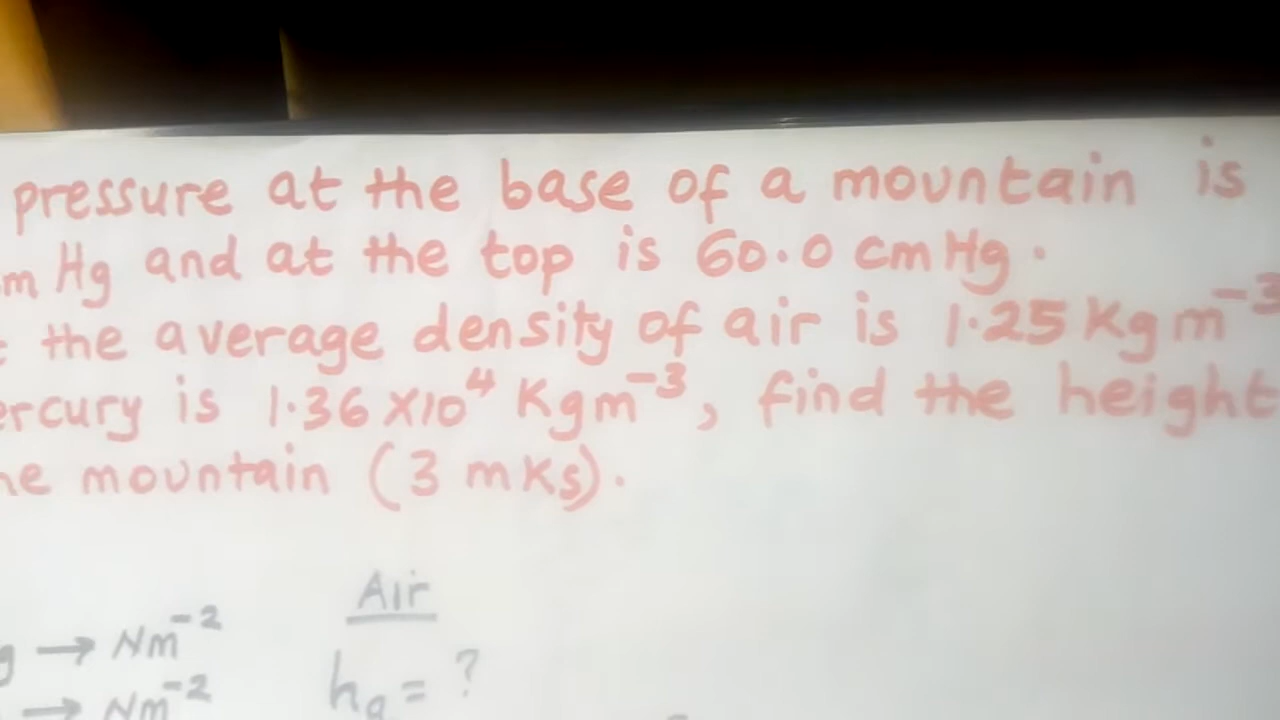 pressure at the base of a mountain is
m Hg and at the top is 60.0 cm Hg.
the average density of air is 1.25 Kg m⁻³
ercury is 1.36 X10⁴ Kgm⁻³, find the height
he mountain (3 mKs).
Air
g → Nm⁻²
hₐ = ?
→ Nm⁻²